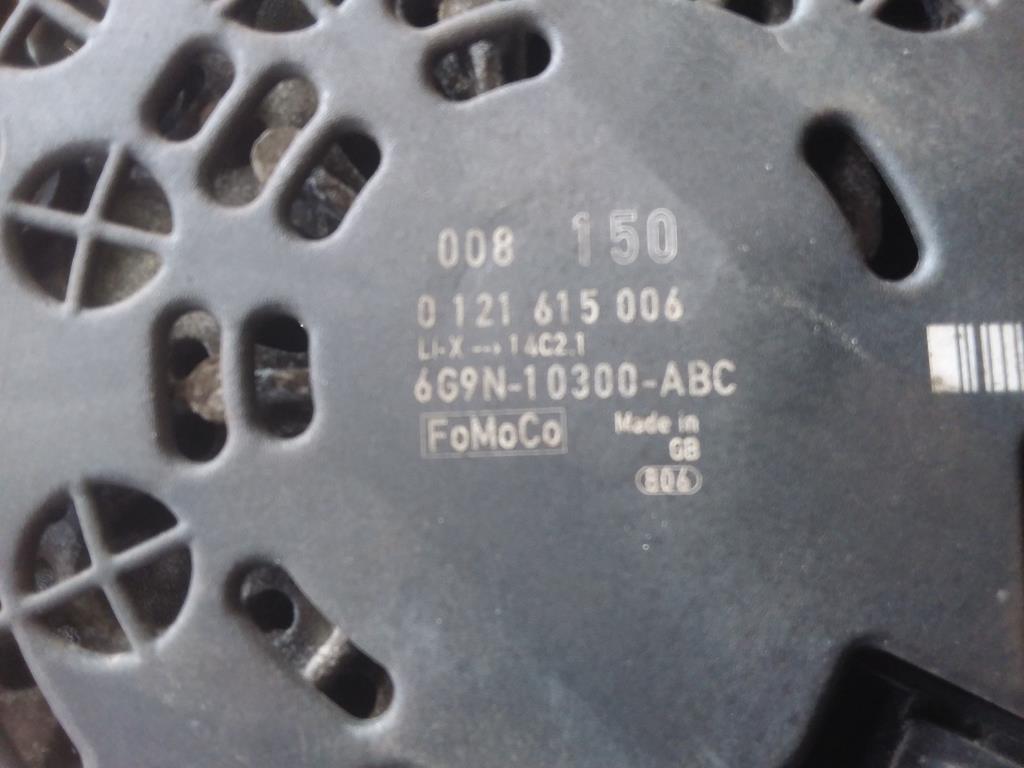 008 150
0 121 615 006
LI-X --› 14C2.1
6G9N-10300-ABC
FoMoCo Made in
GB
806